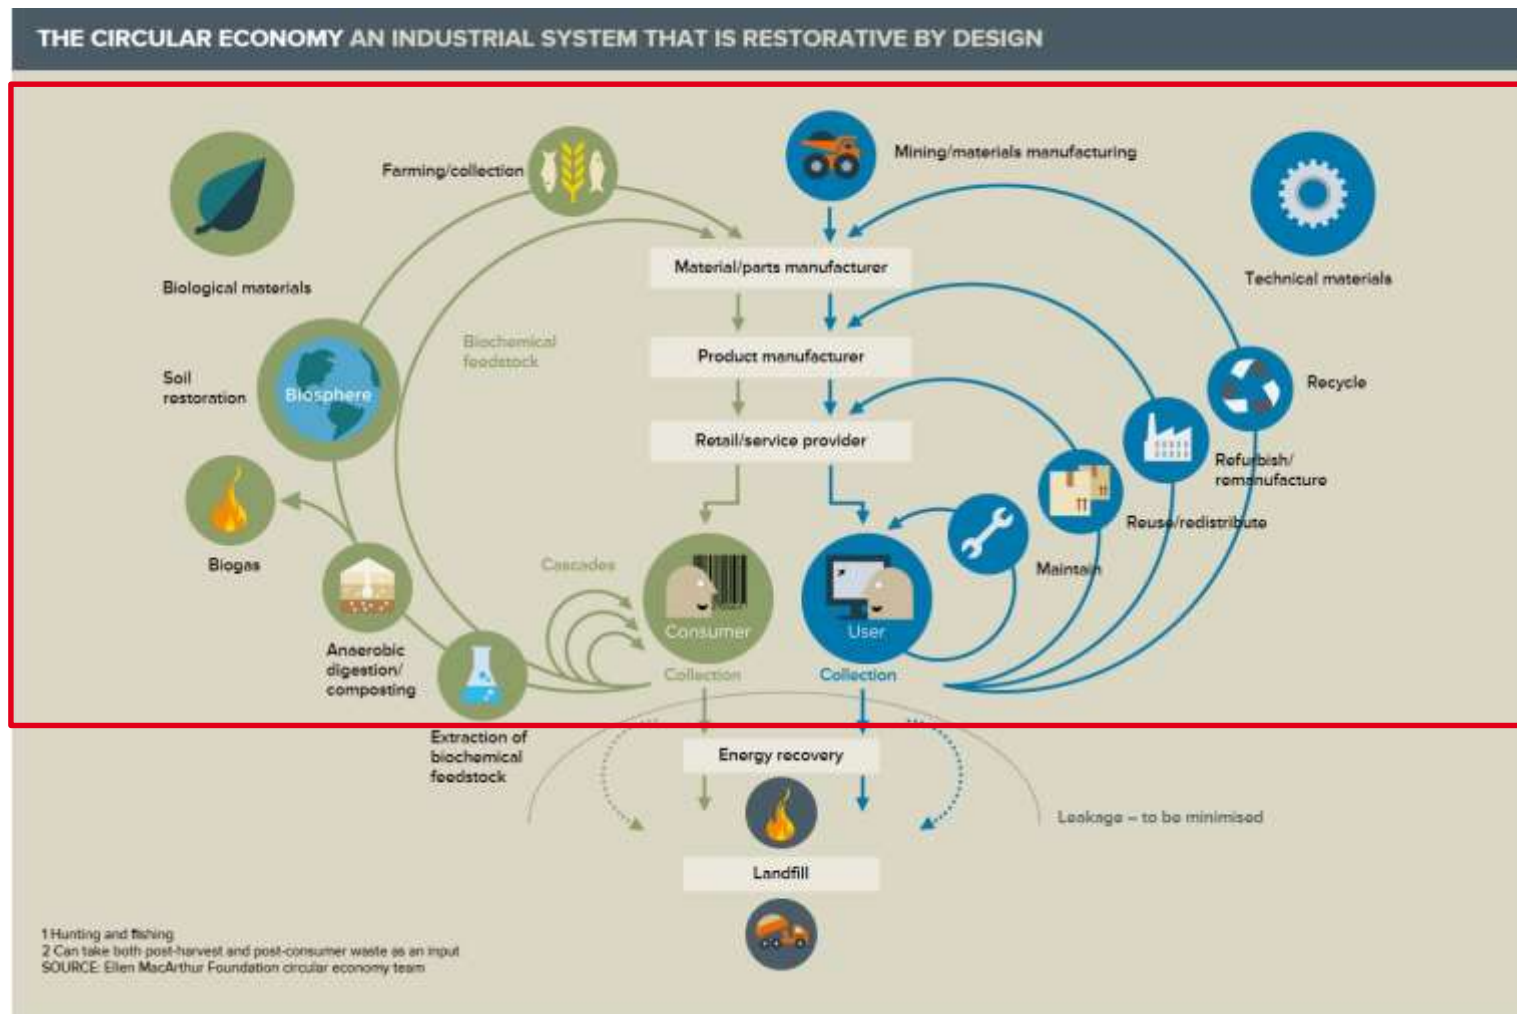 THE CIRCULAR ECONOMY AN INDUSTRIAL SYSTEM THAT IS RESTORATIVE BY DESIGN
Farming/collection
Mining/materials manufacturing
Biological materials
Technical materials
Material/parts manufacturer
Biochemical
feedstock
Product manufacturer
Soil
restoration
Biosphere
Recycle
Retail/service provider
Refurbish/
remanufacture
Reuse/redistribute
Biogas
Cascades
Maintain
Consumer
User
Anaerobic
digestion/
composting
Collection
Collection
Extraction of
biochemical
feedstock
Energy recovery
Leakage – to be minimised
Landfill
1 Hunting and fishing
2 Can take both post-harvest and post-consumer waste as an input
SOURCE: Ellen MacArthur Foundation circular economy team